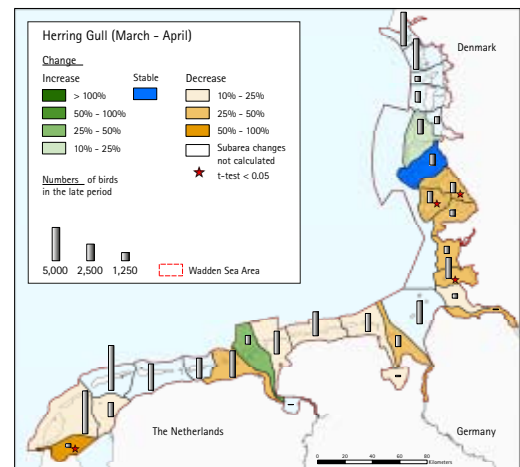 Herring Gull (March - April)
Change
Increase
> 100%
50% - 100%
25% - 50%
10% - 25%
Stable
Decrease
10% - 25%
25% - 50%
50% - 100%
Subarea changes
not calculated
t-test < 0.05
Numbers of birds
in the late period
5,000 2,500 1,250
Wadden Sea Area
Denmark
The Netherlands
Germany
0 20 40 60 80
Kilometers